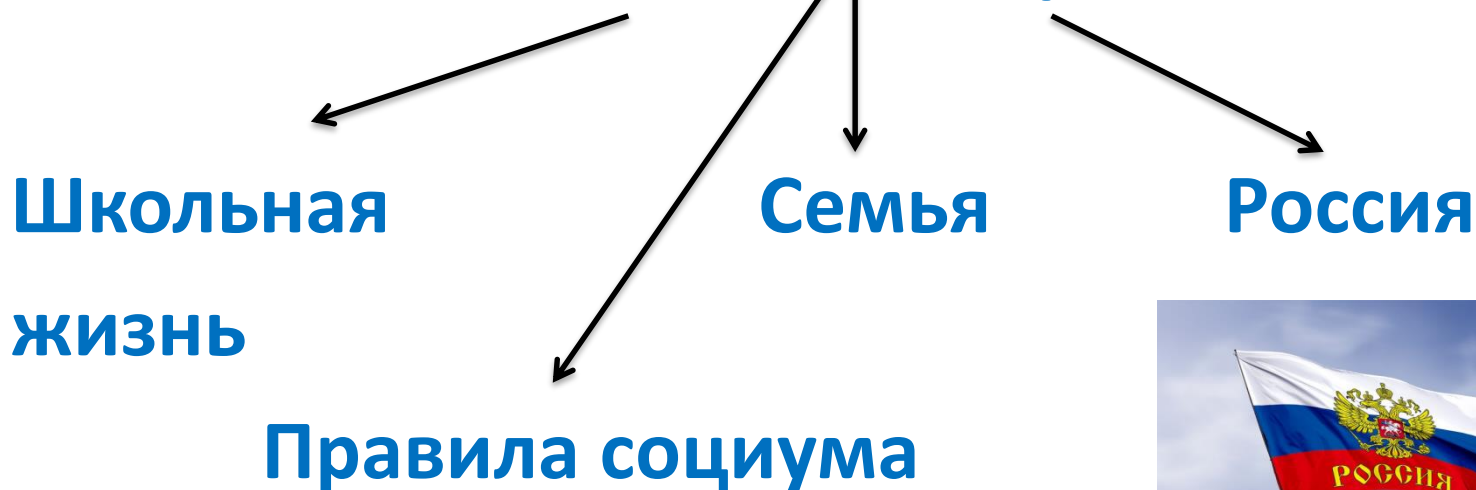 Школьная
жизнь
Семья
Россия
Правила социума
РОССИЯ